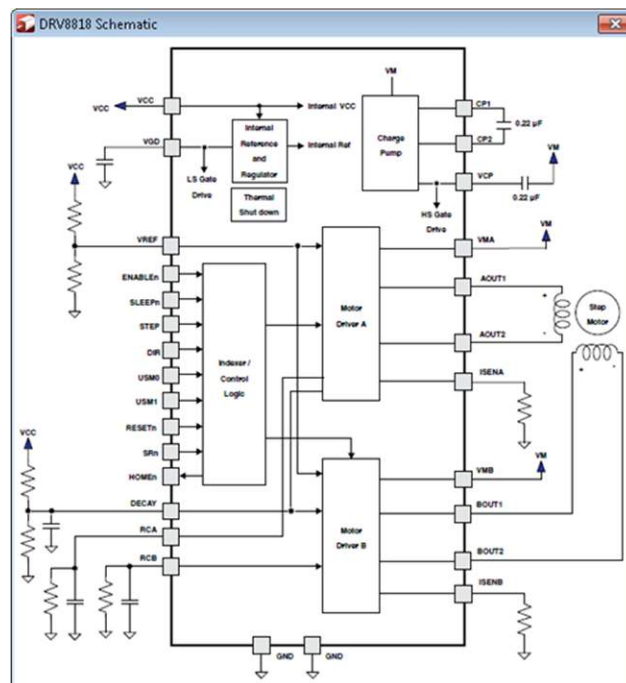 DRV8818 Schematic
VM
VCC
VCC
Internal VCC
CP1
Internal
Reference
and
Regulator
Charge
Pump
0.22 µF
VGD
Internal Ref
CP2
VM
VCC
LS Gate
Drive
VCP
Thermal
Shut down
HS Gate
Drive
0.22 µF
VM
VREF
VMA
ENABLEn
AOUT1
SLEEPn
STEP
Motor
Driver A
Step
Motor
+
-
DIR
AOUT2
Indexer /
Control
Logic
USM0
+
-
ISENA
USM1
RESETn
VCC
SRn
VM
HOMEn
VMB
DECAY
BOUT1
RCA
Motor
Driver B
RCB
BOUT2
ISENB
GND
GND